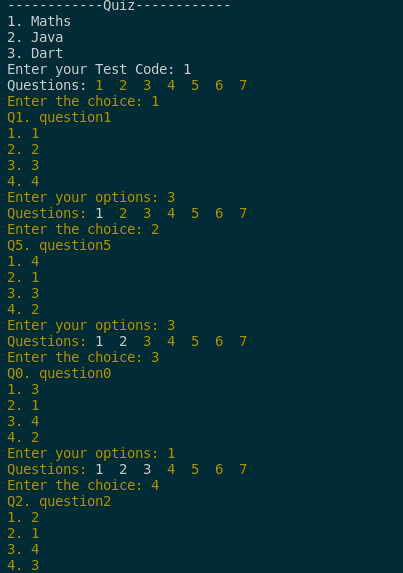 ------------Quiz------------
1. Maths
2. Java
3. Dart
Enter your Test Code: 1
Questions: 1  2  3  4  5  6  7
Enter the choice: 1
Q1. question1
1. 1
2. 2
3. 3
4. 4
Enter your options: 3
Questions: 1  2  3  4  5  6  7
Enter the choice: 2
Q5. question5
1. 4
2. 1
3. 3
4. 2
Enter your options: 3
Questions: 1  2  3  4  5  6  7
Enter the choice: 3
Q0. question0
1. 3
2. 1
3. 4
4. 2
Enter your options: 1
Questions: 1  2  3  4  5  6  7
Enter the choice: 4
Q2. question2
1. 2
2. 1
3. 4
4. 3